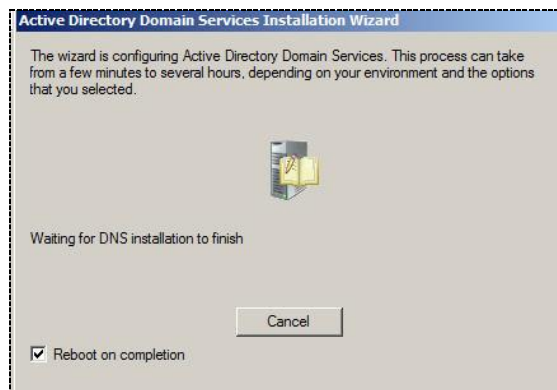 Active Directory Domain Services Installation Wizard
The wizard is configuring Active Directory Domain Services. This process can take
from a few minutes to several hours, depending on your environment and the options
that you selected.
Waiting for DNS installation to finish
Cancel
Reboot on completion